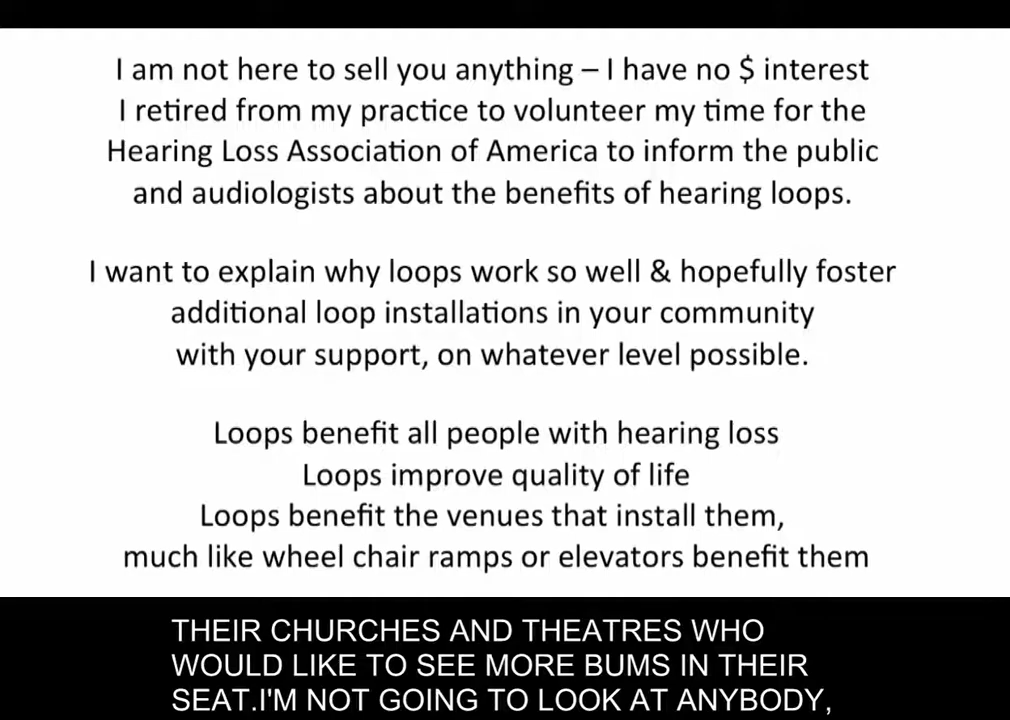 I am not here to sell you anything – I have no $ interest
I retired from my practice to volunteer my time for the
Hearing Loss Association of America to inform the public
and audiologists about the benefits of hearing loops.
I want to explain why loops work so well & hopefully foster
additional loop installations in your community
with your support, on whatever level possible.
Loops benefit all people with hearing loss
Loops improve quality of life
Loops benefit the venues that install them,
much like wheel chair ramps or elevators benefit them
THEIR CHURCHES AND THEATRES WHO
WOULD LIKE TO SEE MORE BUMS IN THEIR
SEAT.I'M NOT GOING TO LOOK AT ANYBODY,